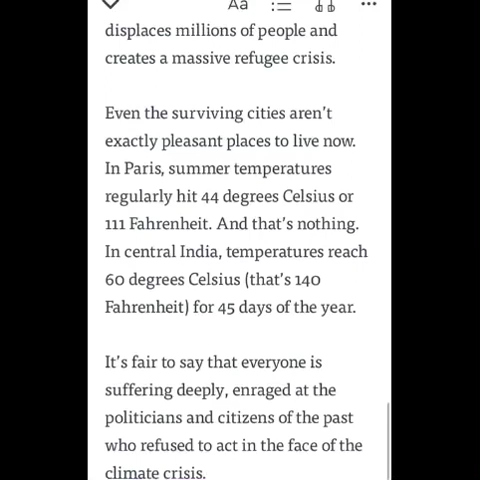 Aa
displaces millions of people and
creates a massive refugee crisis.
Even the surviving cities aren't
exactly pleasant places to live now.
In Paris, summer temperatures
regularly hit 44 degrees Celsius or
111 Fahrenheit. And that's nothing.
In central India, temperatures reach
60 degrees Celsius (that's 140
Fahrenheit) for 45 days of the year.
It's fair to say that everyone is
suffering deeply, enraged at the
politicians and citizens of the past
who refused to act in the face of the
climate crisis.